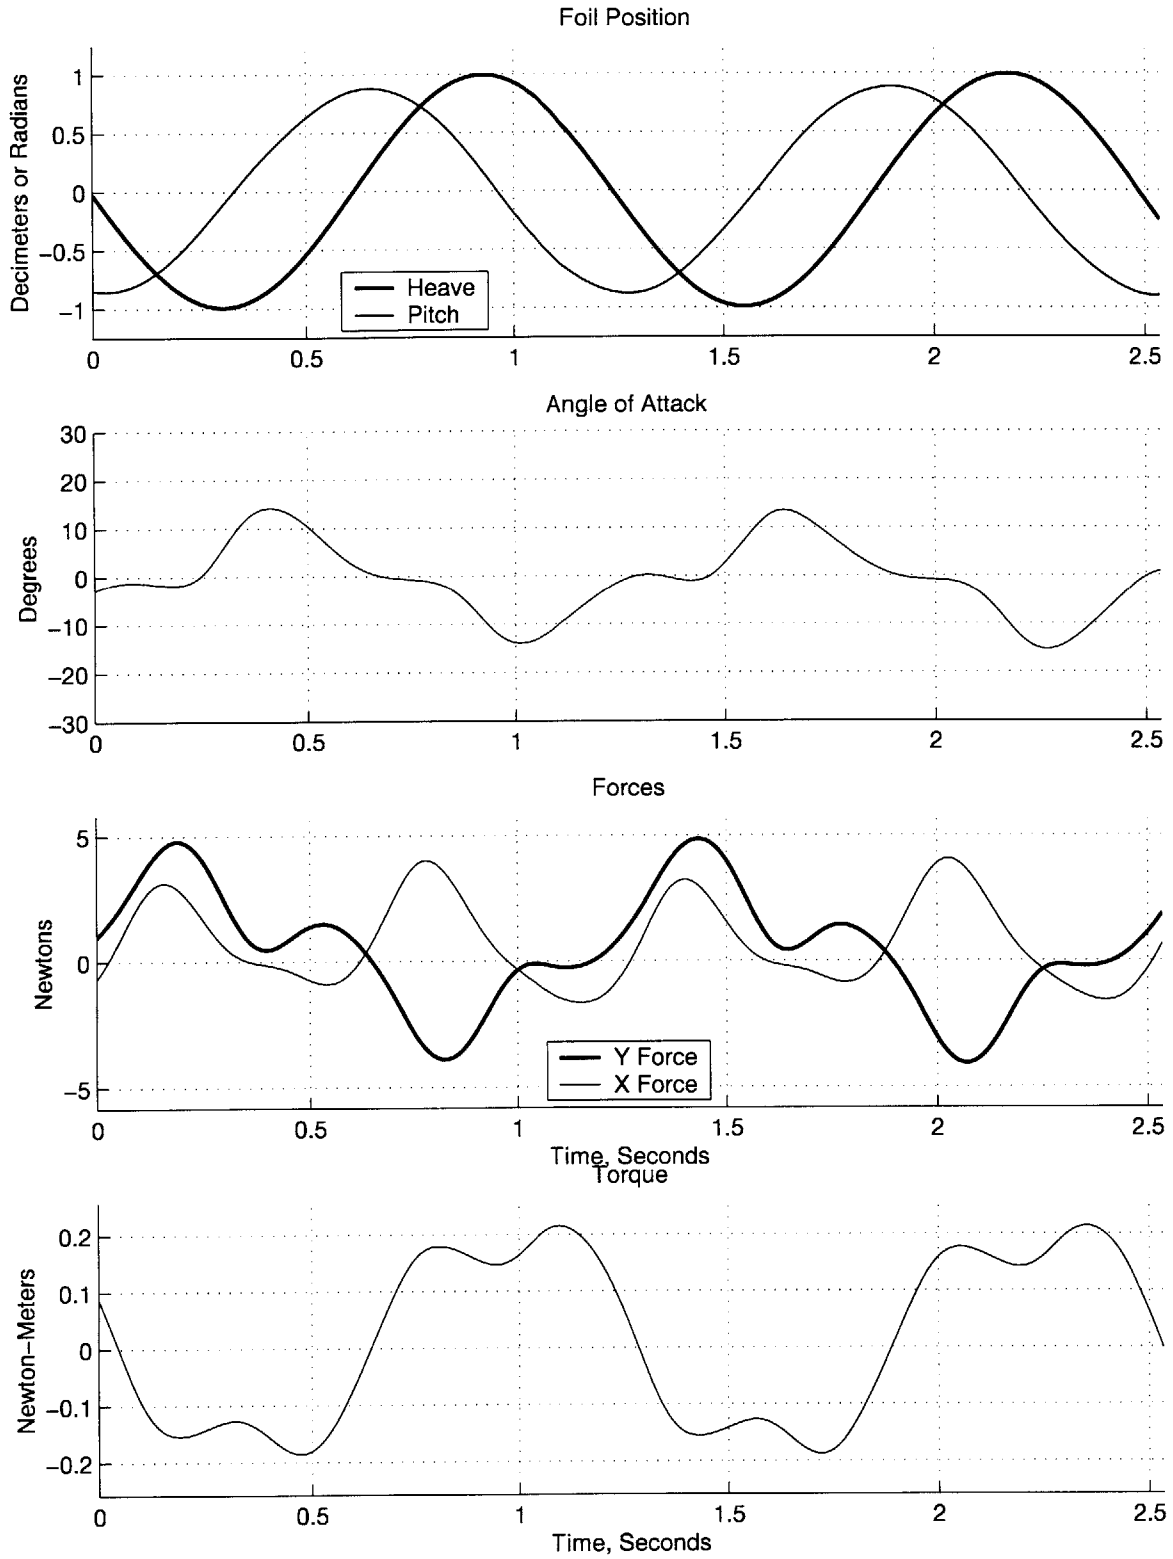 Foil Position
Decimeters or Radians
1
0.5
0
−0.5
−1
Heave
Pitch
0 0.5 1 1.5 2 2.5
Angle of Attack
Degrees
30
20
10
0
−10
−20
−30
0 0.5 1 1.5 2 2.5
Forces
Newtons
5
0
−5
Y Force
X Force
0 0.5 1 1.5 2 2.5
Time, Seconds
Torque
Newton−Meters
0.2
0.1
0
−0.1
−0.2
0 0.5 1 1.5 2 2.5
Time, Seconds